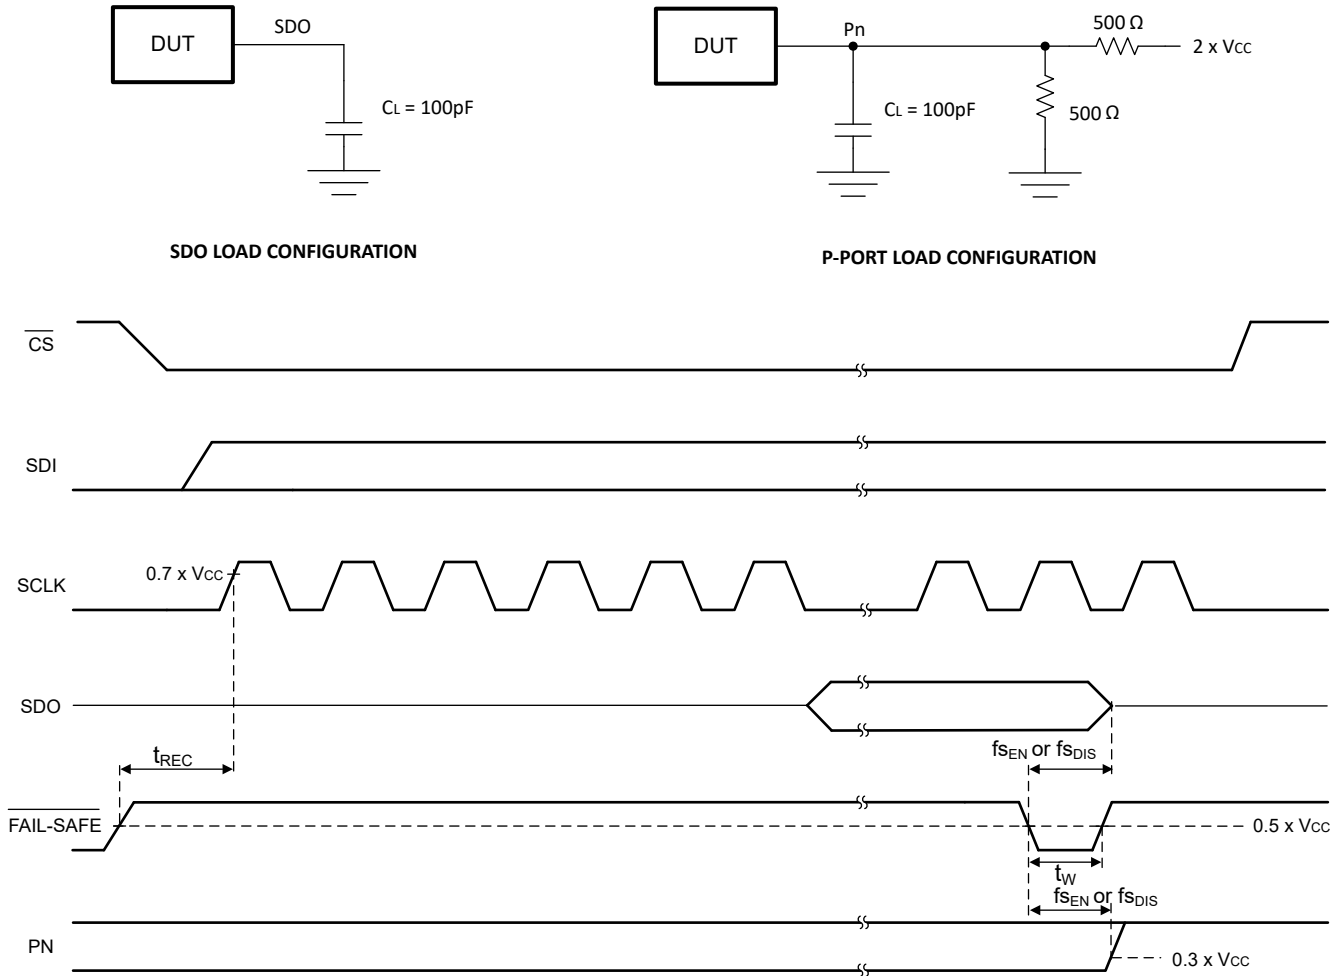 DUT
SDO
CL = 100pF
SDO LOAD CONFIGURATION
DUT
Pn
500 Ω
2 x VCC
CL = 100pF
500 Ω
P-PORT LOAD CONFIGURATION
CS
SDI
SCLK
0.7 x VCC
SDO
tREC
fsEN or fsDIS
FAIL-SAFE
0.5 x VCC
tW
fsEN or fsDIS
PN
0.3 x VCC